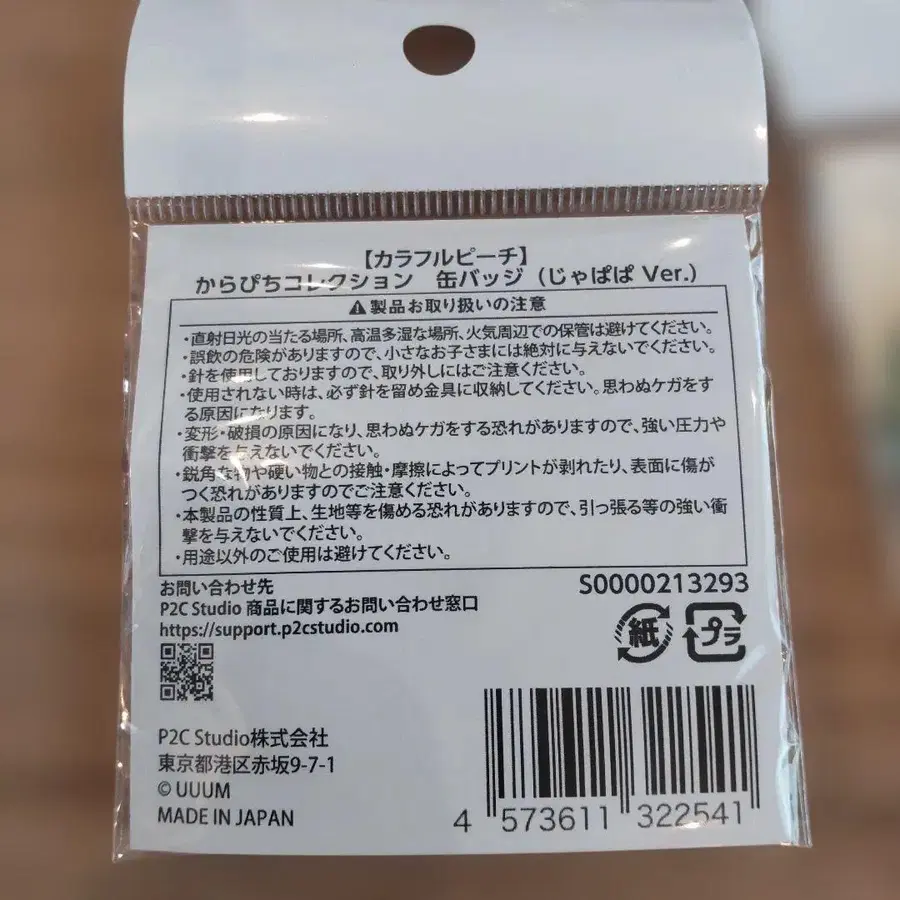 【カラフルピーチ】
からぴちコレクション 缶バッジ（じゃぱぱ Ver.）
⚠製品お取り扱いの注意
・直射日光の当たる場所、高温多湿な場所、火気周辺での保管は避けてください。
・誤飲の危険がありますので、小さなお子さまには絶対に与えないでください。
・針を使用しておりますので、取り外しにはご注意ください。
・使用されない時は、必ず針を留め金具に収納してください。思わぬケガをす
る原因になります。
・変形・破損の原因になり、思わぬケガをする恐れがありますので、強い圧力や
衝撃を与えないでください。
・鋭角な物や硬い物との接触・摩擦によってプリントが剥れたり、表面に傷が
つく恐れがありますのでご注意ください。
・本製品の性質上、生地等を傷める恐れがありますので、引っ張る等の強い衝
撃を与えないでください。
・用途以外のご使用は避けてください。
お問い合わせ先
P2C Studio 商品に関するお問い合わせ窓口
https://support.p2cstudio.com
S0000213293
紙 プラ
P2C Studio株式会社
東京都港区赤坂9-7-1
© UUUM
MADE IN JAPAN
4 573611 322541